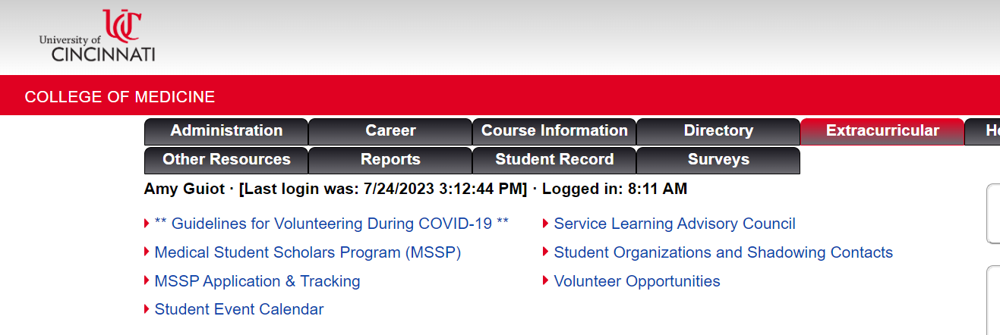 UC
University of
CINCINNATI
COLLEGE OF MEDICINE
Administration Career Course Information Directory Extracurricular
Other Resources Reports Student Record Surveys
Amy Guiot · [Last login was: 7/24/2023 3:12:44 PM] · Logged in: 8:11 AM
** Guidelines for Volunteering During COVID-19 ** Service Learning Advisory Council
Medical Student Scholars Program (MSSP) Student Organizations and Shadowing Contacts
MSSP Application & Tracking Volunteer Opportunities
Student Event Calendar